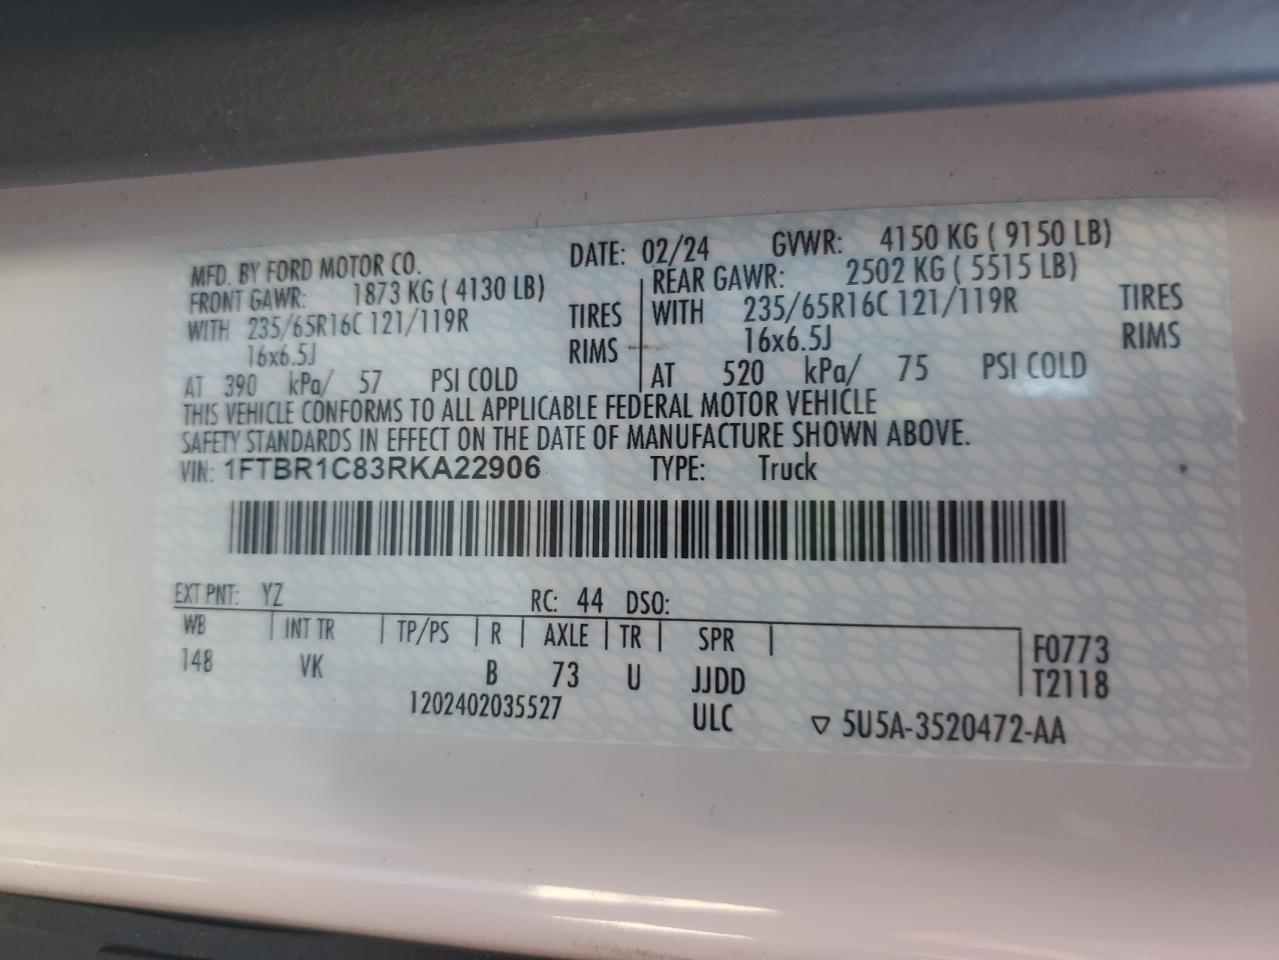 MFD. BY FORD MOTOR CO. DATE: 02/24 GVWR: 4150 KG ( 9150 LB)
FRONT GAWR: 1873 KG ( 4130 LB) REAR GAWR: 2502 KG ( 5515 LB)
WITH 235/65R16C 121/119R TIRES WITH 235/65R16C 121/119R TIRES
16x6.5J RIMS 16x6.5J RIMS
AT 390 kPa/ 57 PSI COLD AT 520 kPa/ 75 PSI COLD
THIS VEHICLE CONFORMS TO ALL APPLICABLE FEDERAL MOTOR VEHICLE
SAFETY STANDARDS IN EFFECT ON THE DATE OF MANUFACTURE SHOWN ABOVE.
VIN: 1FTBR1C83RKA22906 TYPE: Truck
EXT PNT: YZ RC: 44 DSO:
WB INT TR TP/PS R AXLE TR SPR F0773
148 VK B 73 U JJDD T2118
1202402035527 ULC ▽ 5U5A-3520472-AA